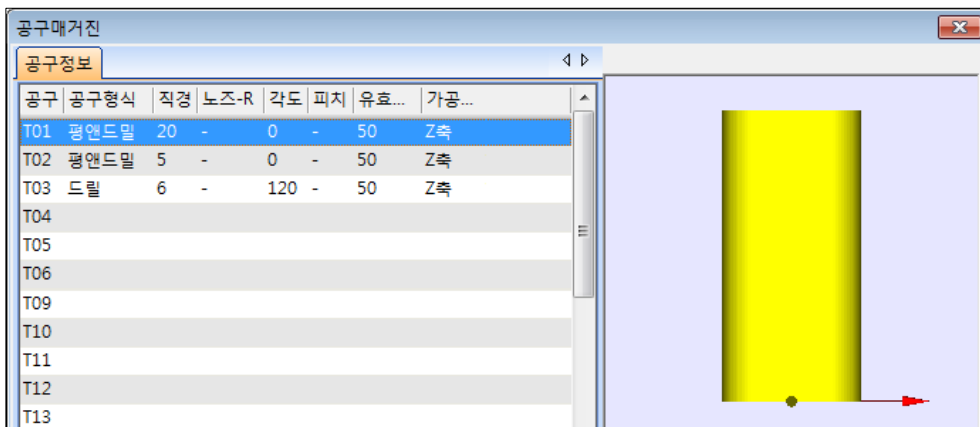 공구매거진
공구정보
공구 공구형식 직경 노즈-R 각도 피치 유효... 가공...
T01 평앤드밀 20 - 0 - 50 Z축
T02 평앤드밀 5 - 0 - 50 Z축
T03 드릴 6 - 120 - 50 Z축
T04
T05
T06
T09
T10
T11
T12
T13